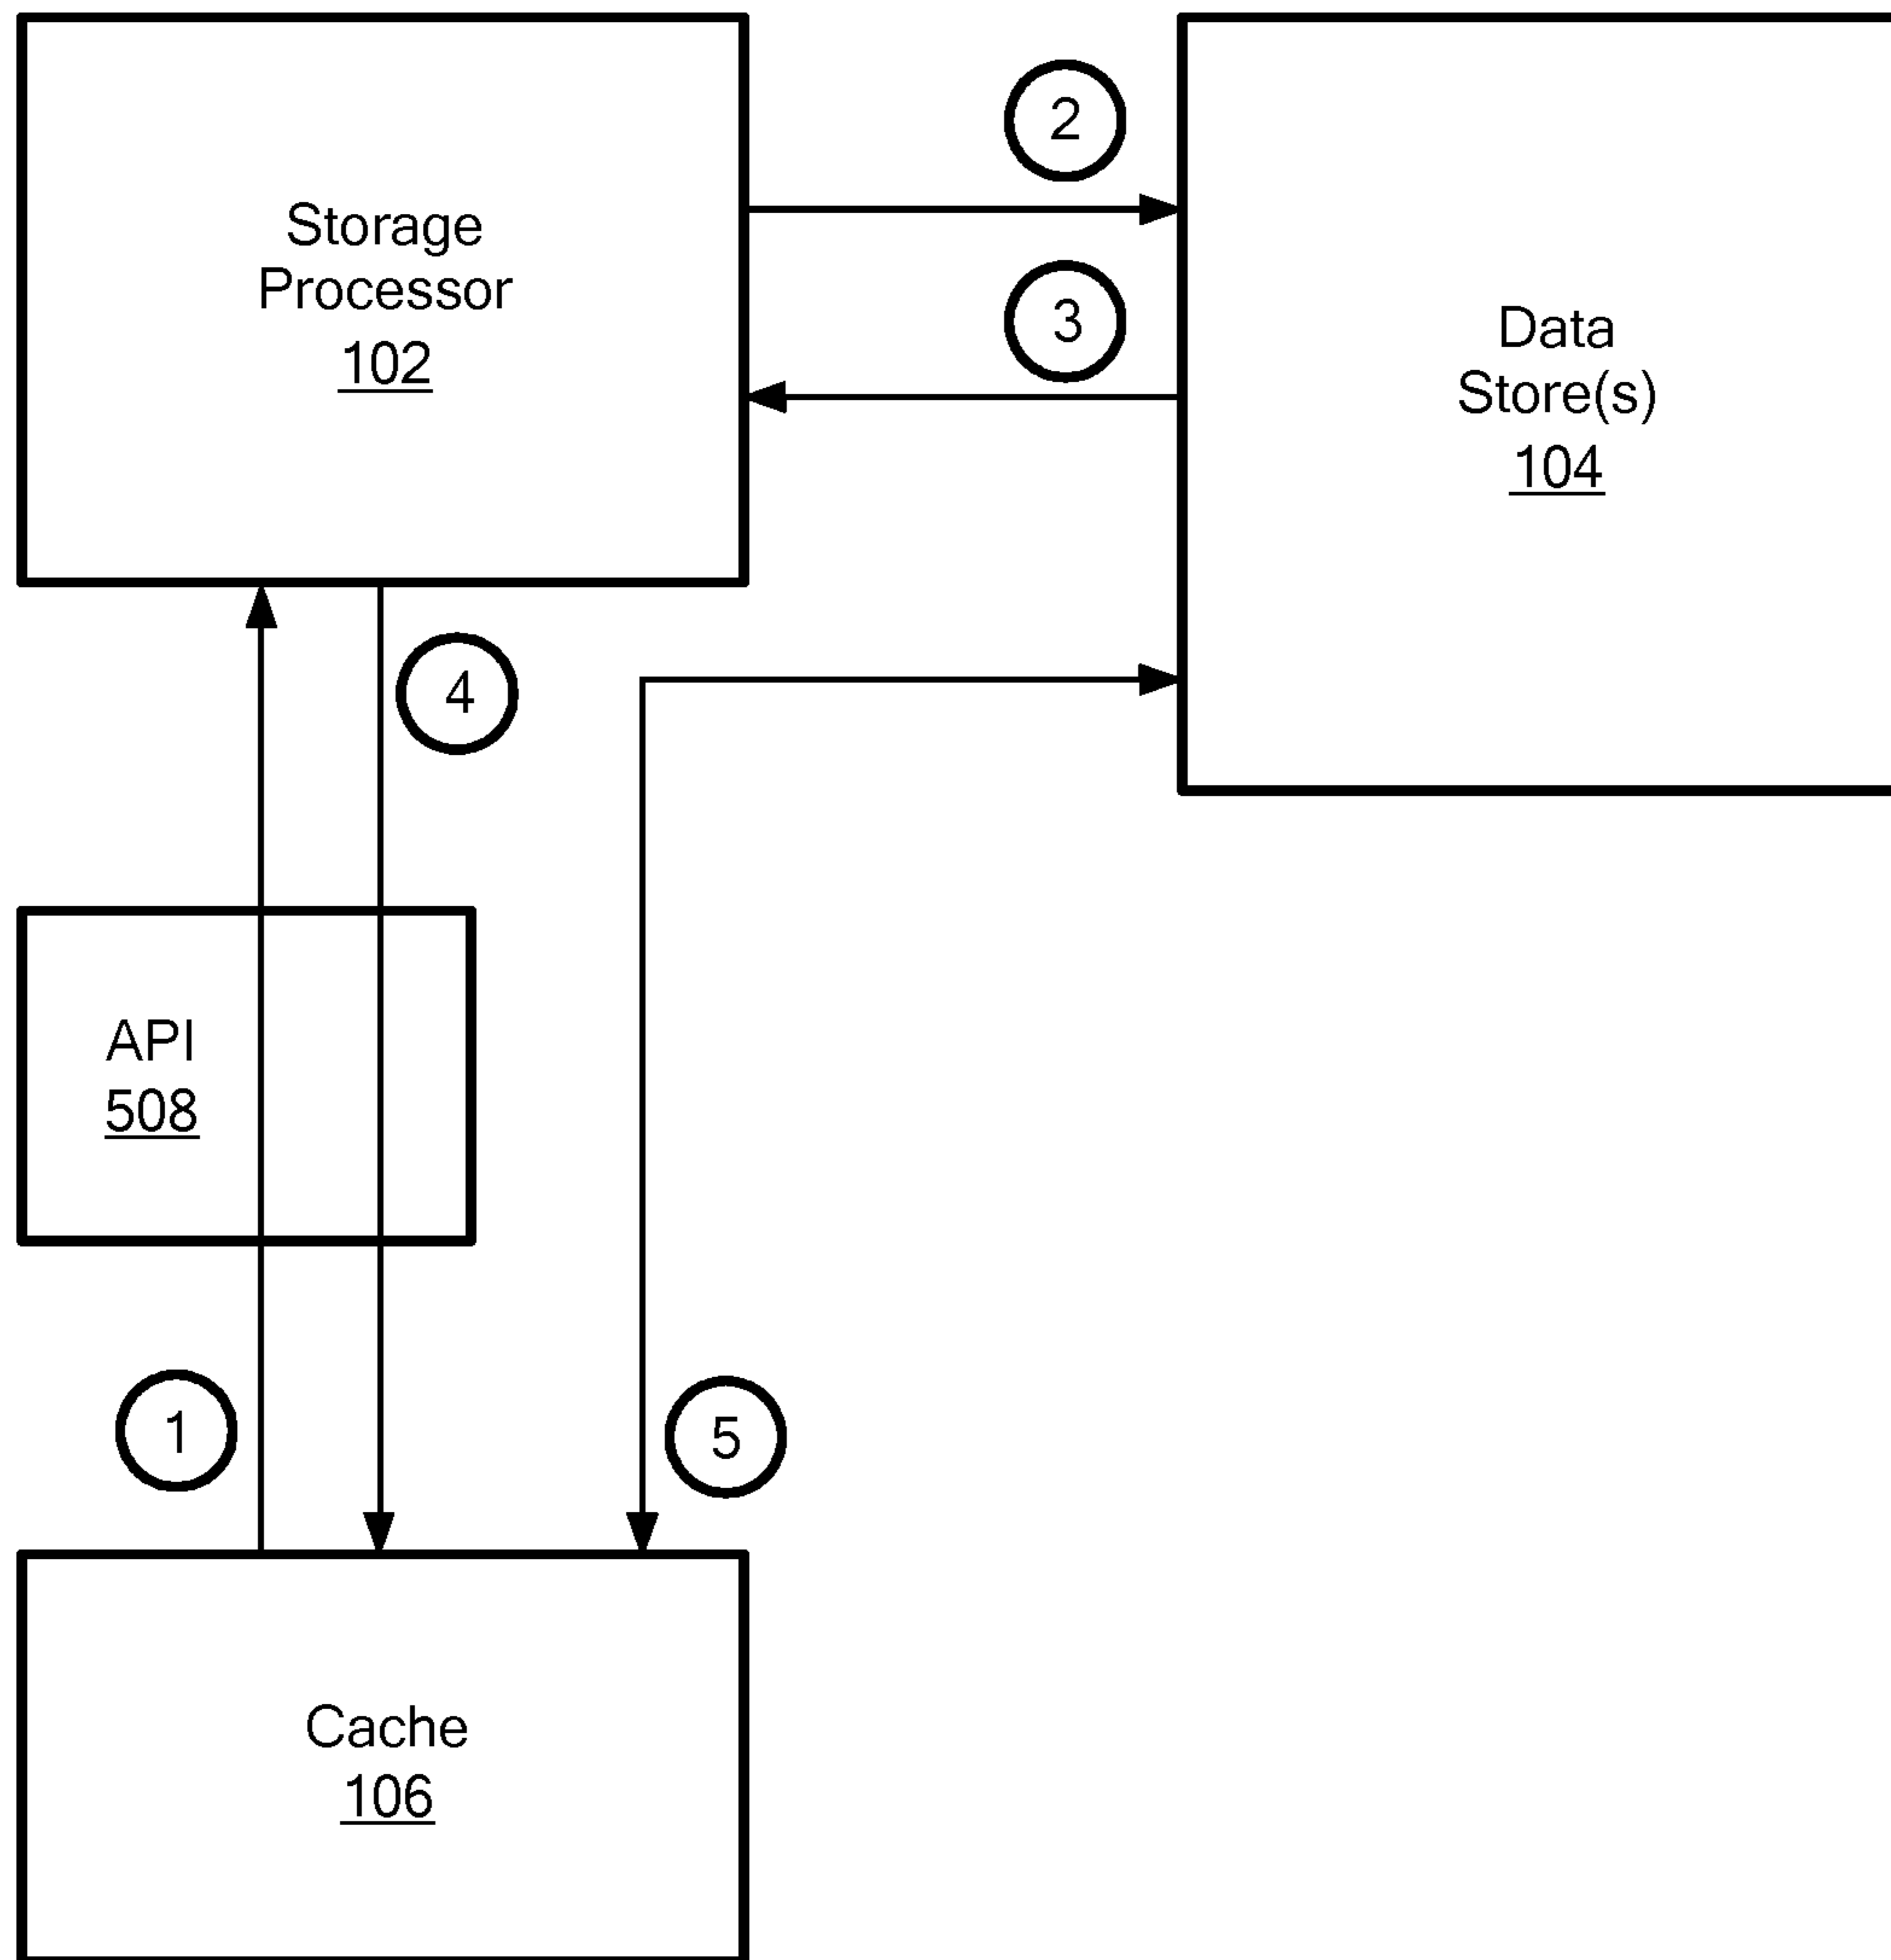 Storage
Processor
102
2
3
Data
Store(s)
104
4
API
508
1
5
Cache
106